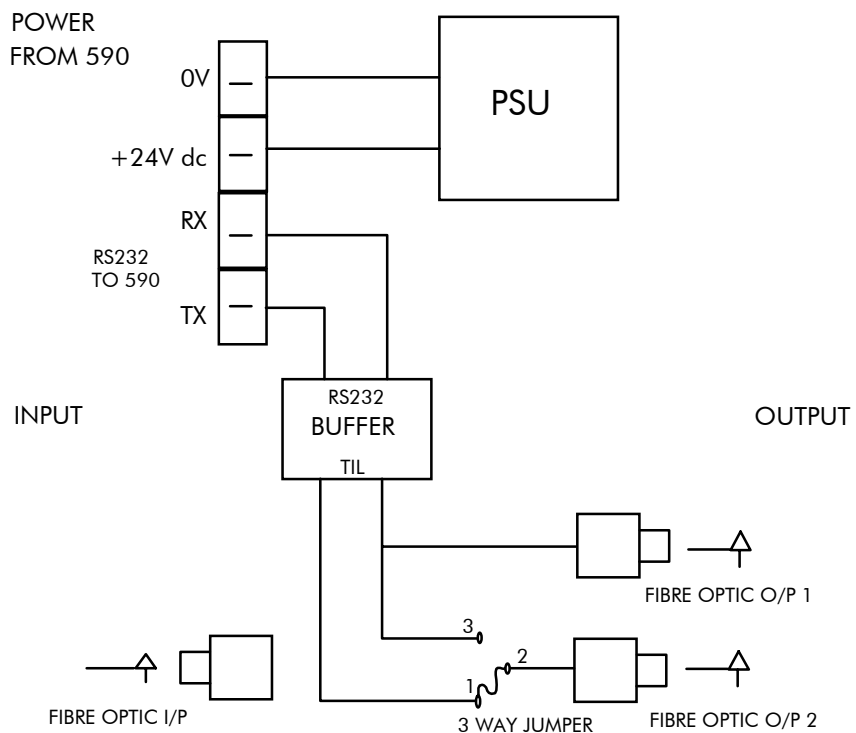 POWER
FROM 590
0V
+24V dc
PSU
RX
RS232
TO 590
TX
RS232
BUFFER
TIL
INPUT
OUTPUT
FIBRE OPTIC O/P 1
3
2
1
FIBRE OPTIC I/P
3 WAY JUMPER
FIBRE OPTIC O/P 2